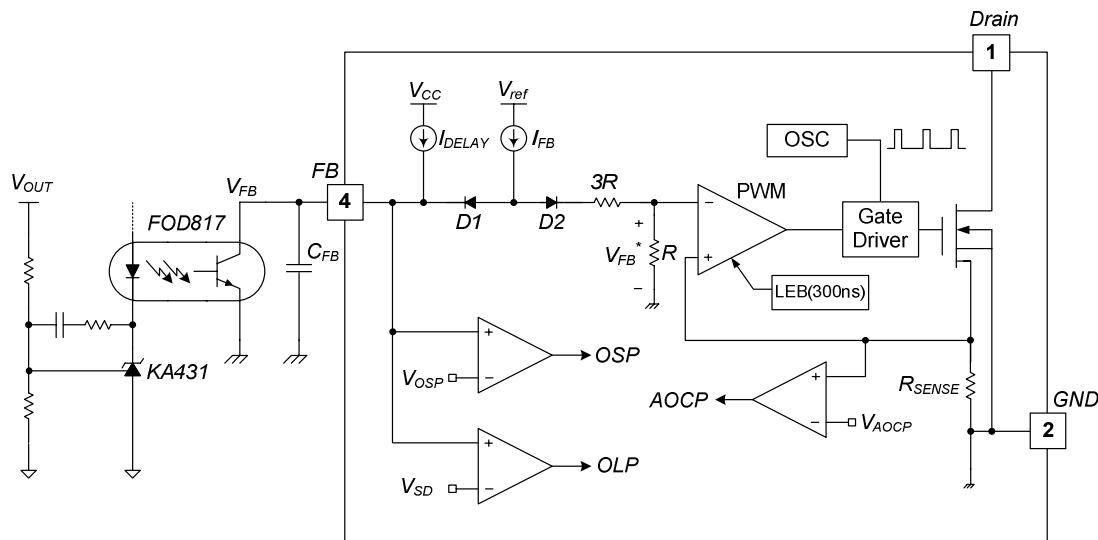 Drain
1
V_CC
V_ref
I_DELAY
I_FB
OSC
V_OUT
V_FB
FB
4
3R
PWM
D1
D2
Gate
Driver
FOD817
C_FB
+
V_FB*
−
R
−
+
LEB(300ns)
KA431
+
−
V_OSP
OSP
AOCP
+
−
V_AOCP
R_SENSE
GND
2
+
−
V_SD
OLP